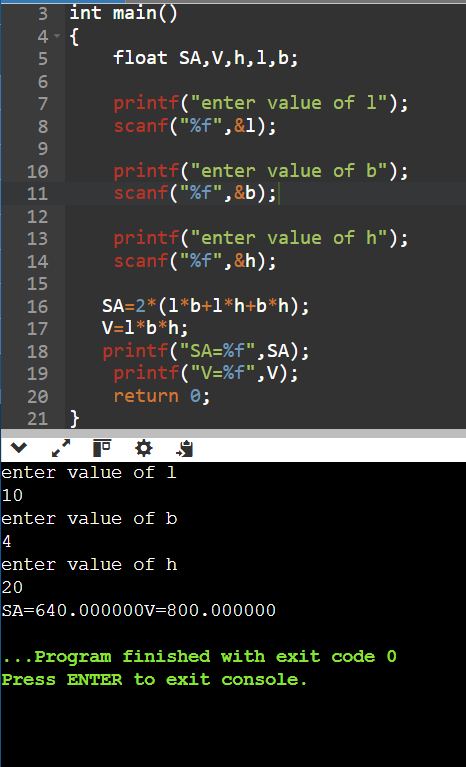 3 int main()
4 {
5 float SA,V,h,l,b;
6
7 printf("enter value of l");
8 scanf("%f",&l);
9
10 printf("enter value of b");
11 scanf("%f",&b);
12
13 printf("enter value of h");
14 scanf("%f",&h);
15
16 SA=2*(l*b+l*h+b*h);
17 V=l*b*h;
18 printf("SA=%f",SA);
19 printf("V=%f",V);
20 return 0;
21 }
enter value of l
10
enter value of b
4
enter value of h
20
SA=640.000000V=800.000000
...Program finished with exit code 0
Press ENTER to exit console.